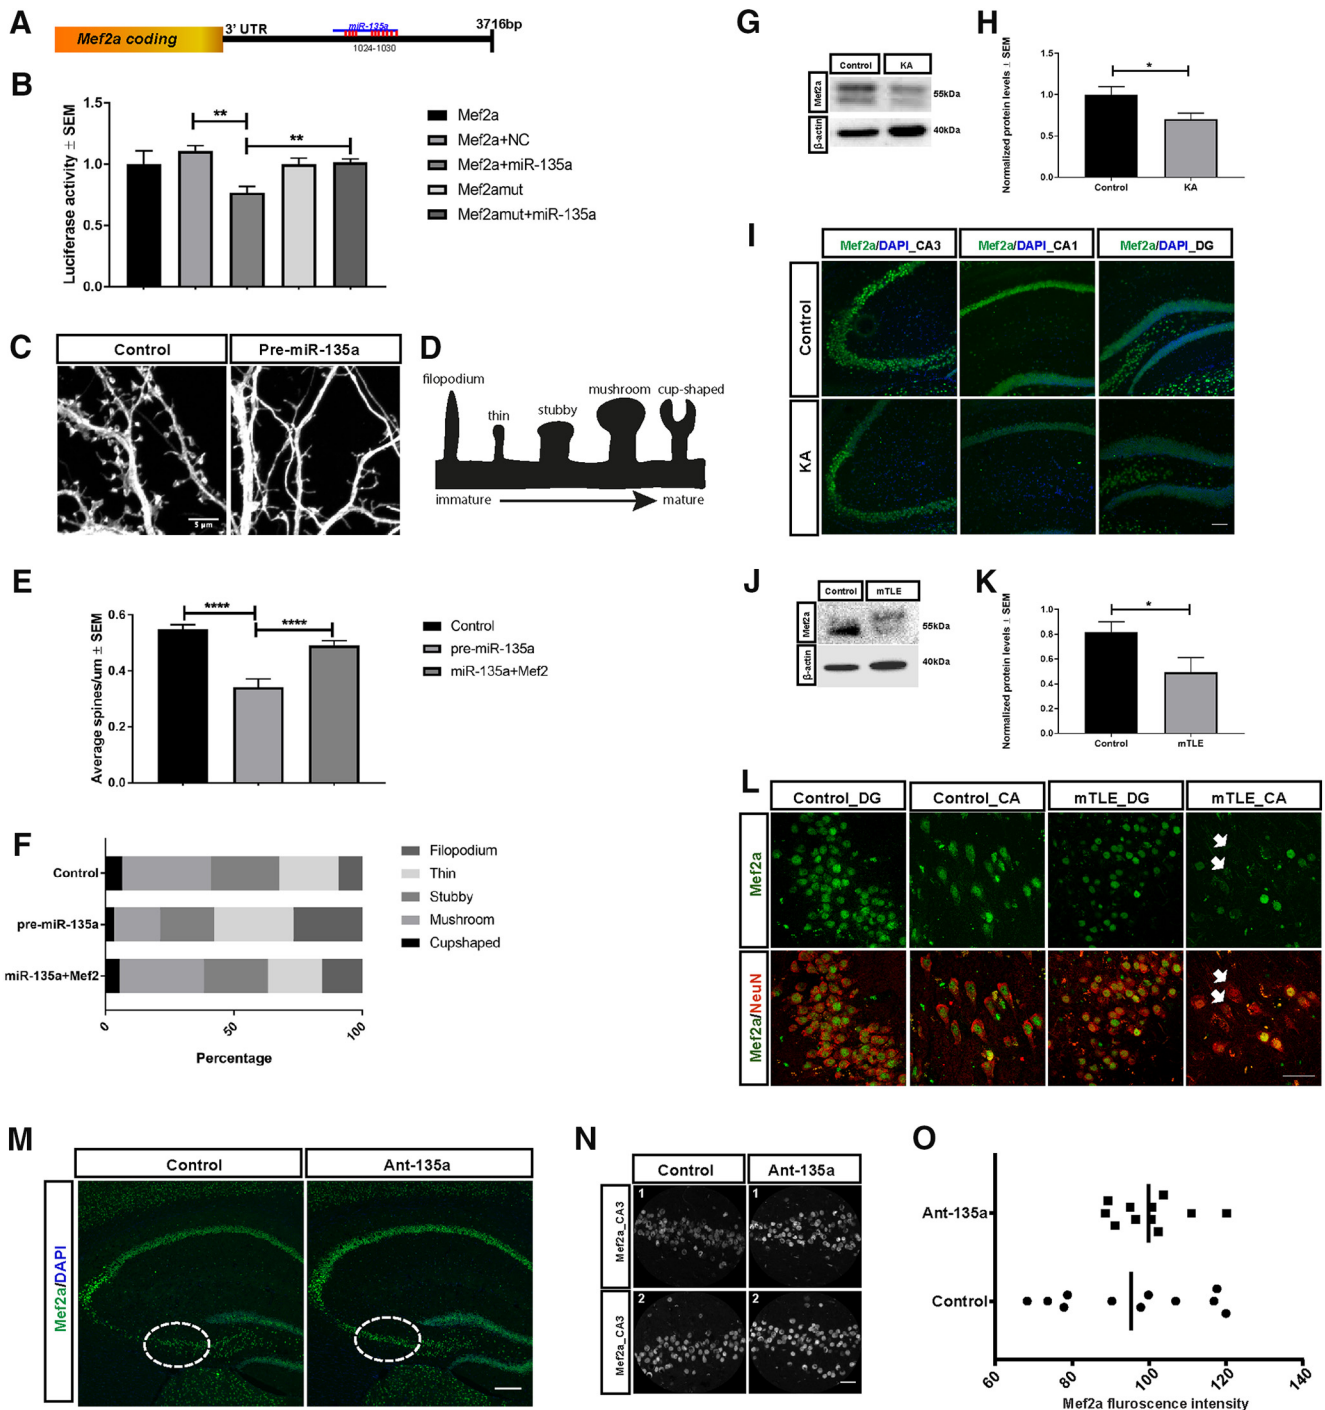 A
Mef2a coding
3' UTR
miR-135a
1024-1030
3716bp
B
Luciferase activity ± SEM
1.5
1.0
0.5
0.0
**
**
Mef2a
Mef2a+NC
Mef2a+miR-135a
Mef2amut
Mef2amut+miR-135a
C
Control
Pre-miR-135a
5 μm
D
filopodium
thin
stubby
mushroom
cup-shaped
immature
mature
E
Average spines/um ± SEM
0.6
0.4
0.2
0.0
****
****
Control
pre-miR-135a
miR-135a+Mef2
F
Control
pre-miR-135a
miR-135a+Mef2
0
50
100
Percentage
Filopodium
Thin
Stubby
Mushroom
Cupshaped
G
Control
KA
Mef2a
55kDa
β-actin
40kDa
H
Normalized protein levels ± SEM
1.5
1.0
0.5
0.0
*
Control
KA
I
Mef2a/DAPI_CA3
Mef2a/DAPI_CA1
Mef2a/DAPI_DG
Control
KA
J
Control
mTLE
Mef2a
55kDa
β-actin
40kDa
K
Normalized protein levels ± SEM
1.0
0.8
0.6
0.4
0.2
0.0
*
Control
mTLE
L
Control_DG
Control_CA
mTLE_DG
mTLE_CA
Mef2a
Mef2a/NeuN
M
Control
Ant-135a
Mef2a/DAPI
N
Control
Ant-135a
Mef2a_CA3
1
1
Mef2a_CA3
2
2
O
Ant-135a
Control
60
80
100
120
140
Mef2a fluroscence intensity